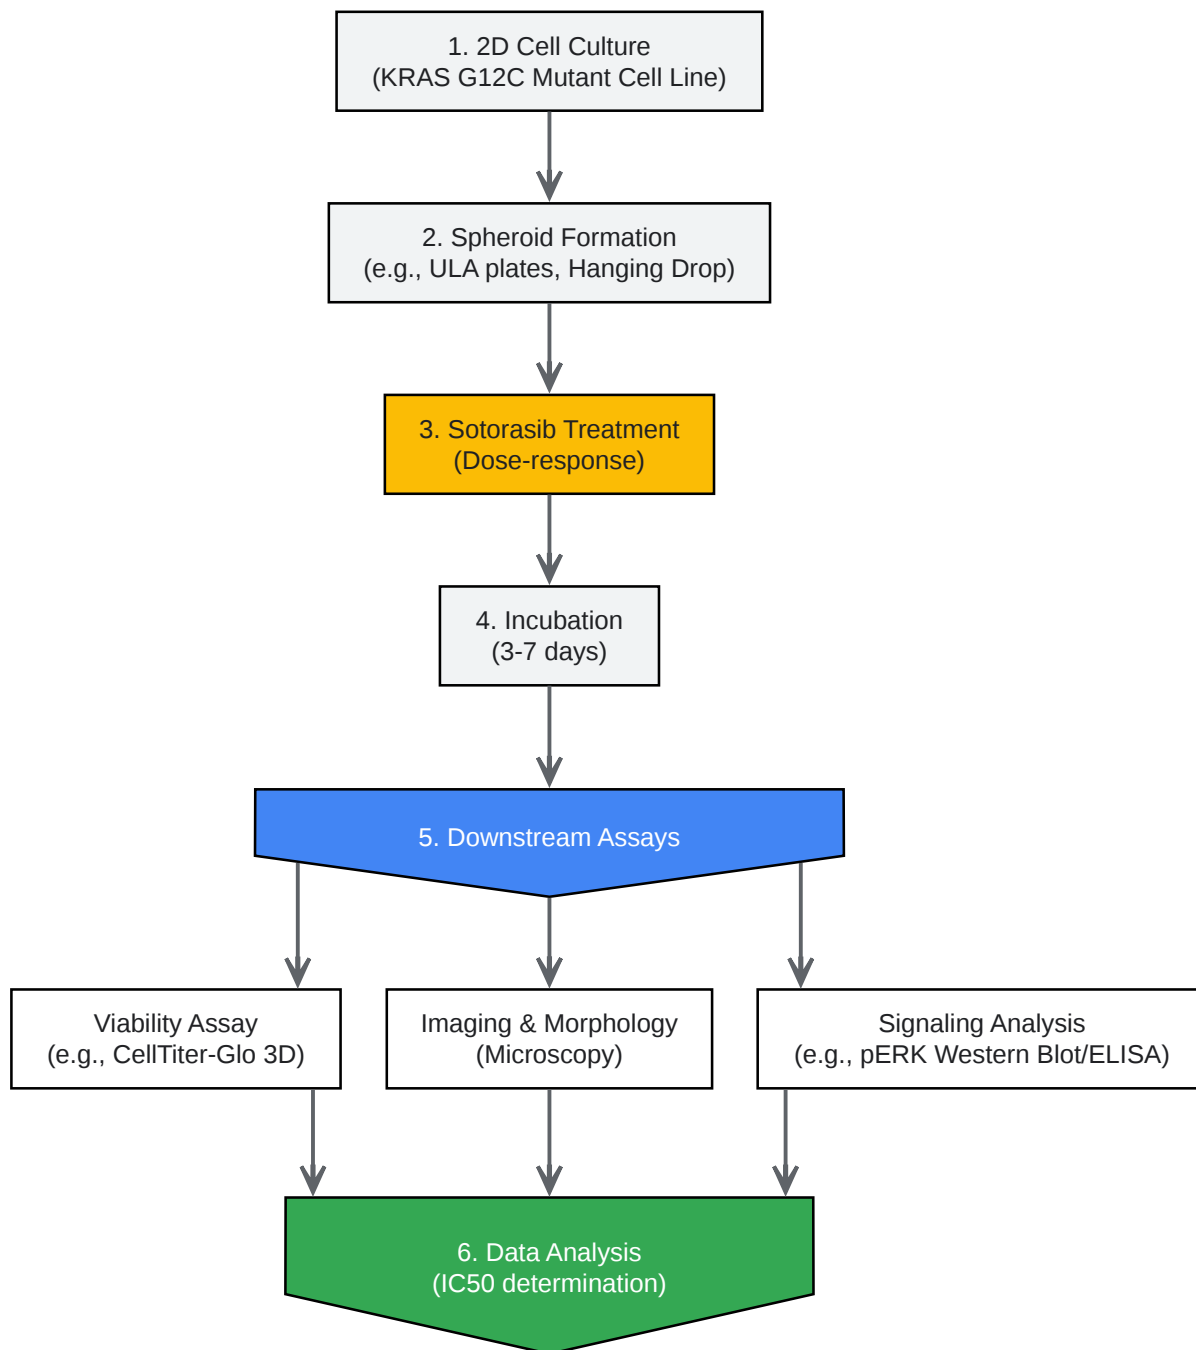 1. 2D Cell Culture
(KRAS G12C Mutant Cell Line)
2. Spheroid Formation
(e.g., ULA plates, Hanging Drop)
3. Sotorasib Treatment
(Dose-response)
4. Incubation
(3-7 days)
5. Downstream Assays
Viability Assay
(e.g., CellTiter-Glo 3D)
Imaging & Morphology
(Microscopy)
Signaling Analysis
(e.g., pERK Western Blot/ELISA)
6. Data Analysis
(IC50 determination)